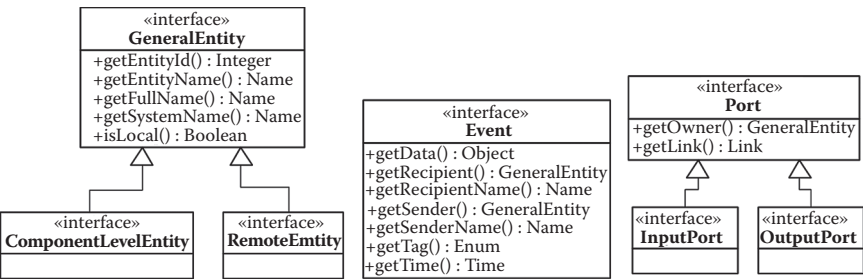 «interface»
GeneralEntity
+getEntityId() : Integer
+getEntityName() : Name
+getFullName() : Name
+getSystemName() : Name
+isLocal() : Boolean
«interface»
ComponentLevelEntity
«interface»
RemoteEmtity
«interface»
Event
+getData() : Object
+getRecipient() : GeneralEntity
+getRecipientName() : Name
+getSender() : GeneralEntity
+getSenderName() : Name
+getTag() : Enum
+getTime() : Time
«interface»
Port
+getOwner() : GeneralEntity
+getLink() : Link
«interface»
InputPort
«interface»
OutputPort